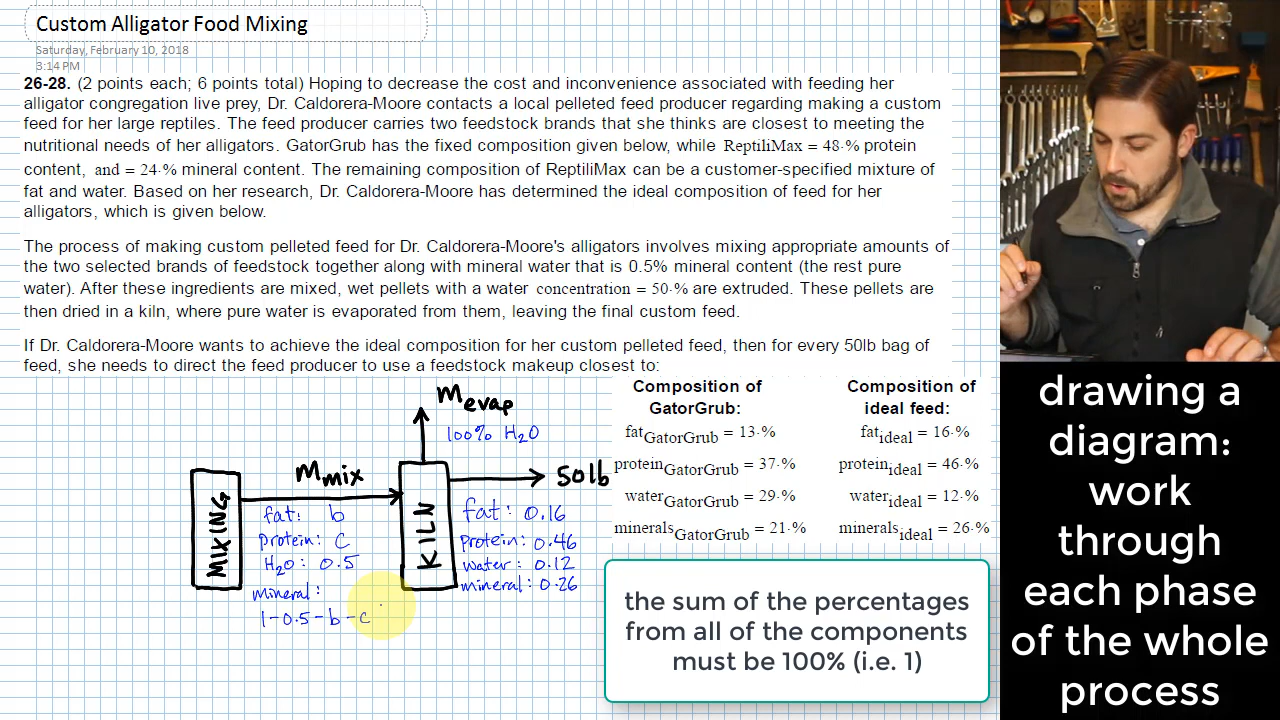 Custom Alligator Food Mixing
Saturday, February 10, 2018
3:14 PM
26-28. (2 points each; 6 points total) Hoping to decrease the cost and inconvenience associated with feeding her
alligator congregation live prey, Dr. Caldorera-Moore contacts a local pelleted feed producer regarding making a custom
feed for her large reptiles. The feed producer carries two feedstock brands that she thinks are closest to meeting the
nutritional needs of her alligators. GatorGrub has the fixed composition given below, while ReptiliMax = 48·% protein
content, and = 24·% mineral content. The remaining composition of ReptiliMax can be a customer-specified mixture of
fat and water. Based on her research, Dr. Caldorera-Moore has determined the ideal composition of feed for her
alligators, which is given below.
The process of making custom pelleted feed for Dr. Caldorera-Moore's alligators involves mixing appropriate amounts of
the two selected brands of feedstock together along with mineral water that is 0.5% mineral content (the rest pure
water). After these ingredients are mixed, wet pellets with a water concentration = 50·% are extruded. These pellets are
then dried in a kiln, where pure water is evaporated from them, leaving the final custom feed.
If Dr. Caldorera-Moore wants to achieve the ideal composition for her custom pelleted feed, then for every 50lb bag of
feed, she needs to direct the feed producer to use a feedstock makeup closest to:
Composition of
GatorGrub:
fatGatorGrub = 13·%
proteinGatorGrub = 37·%
waterGatorGrub = 29·%
mineralsGatorGrub = 21·%
Composition of
ideal feed:
fatideal = 16·%
proteinideal = 46·%
waterideal = 12·%
mineralsideal = 26·%
Mevap
100% H2O
MIXING
Mmix
fat: b
protein: c
H2O: 0.5
mineral:
1-0.5-b-c
KILN
50lb
fat: 0.16
Protein: 0.46
water: 0.12
mineral: 0.26
the sum of the percentages
from all of the components
must be 100% (i.e. 1)
drawing a
diagram:
work
through
each phase
of the whole
process